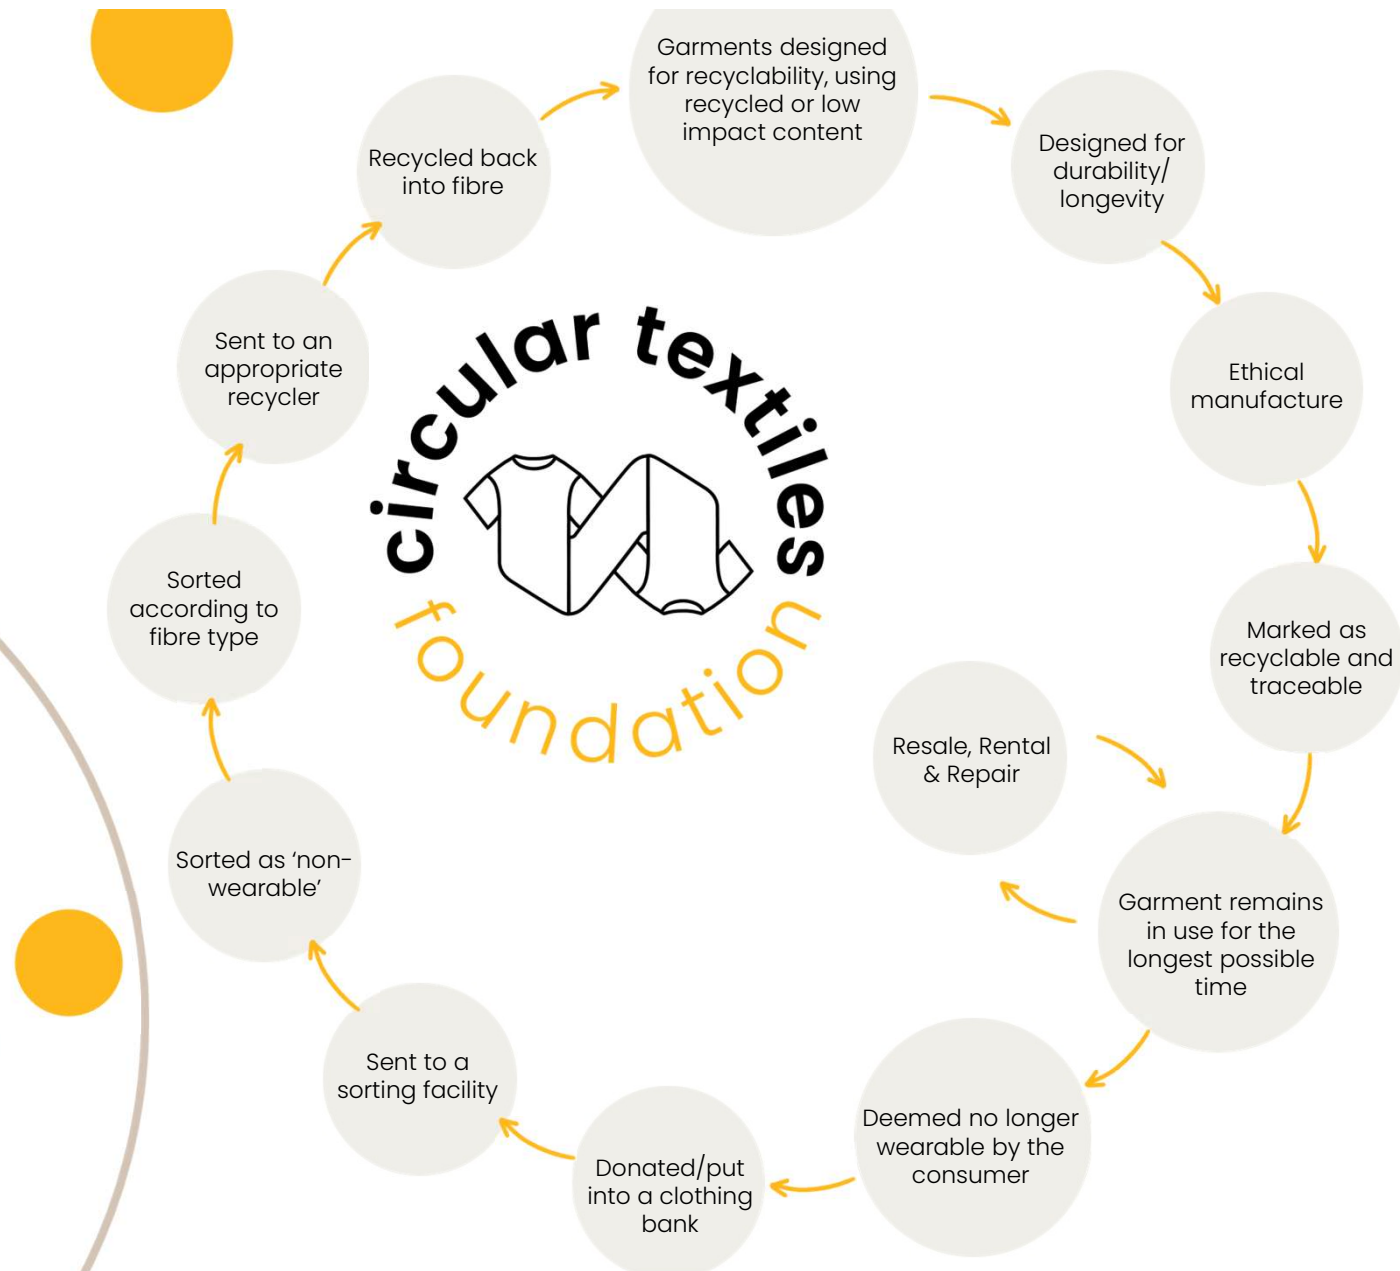 Garments designed
for recyclability, using
recycled or low
impact content
Designed for
durability/
longevity
Ethical
manufacture
Marked as
recyclable and
traceable
Garment remains
in use for the
longest possible
time
Resale, Rental
& Repair
Deemed no longer
wearable by the
consumer
Donated/put
into a clothing
bank
Sent to a
sorting facility
Sorted as ‘non-
wearable’
Sorted
according to
fibre type
Sent to an
appropriate
recycler
Recycled back
into fibre
circular textiles
foundation